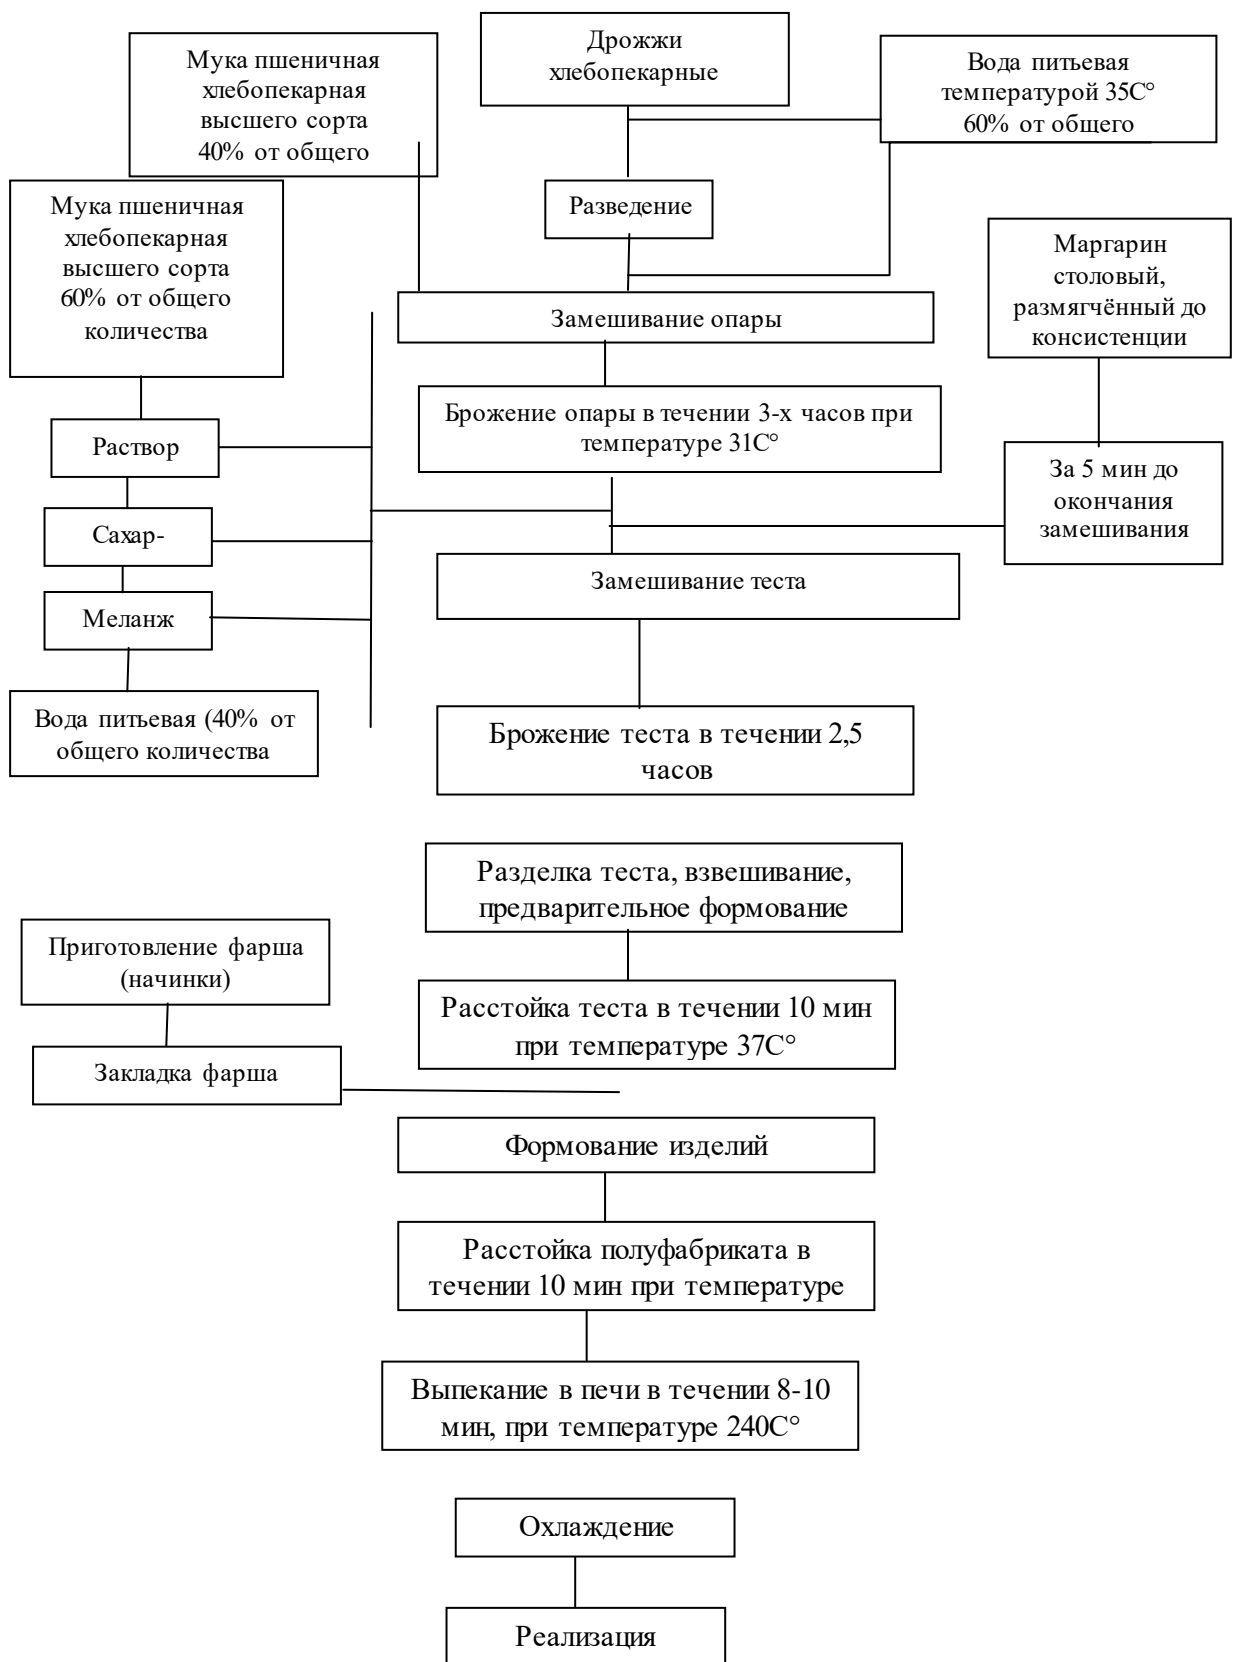 Дрожжи
хлебопекарные
Мука пшеничная
хлебопекарная
высшего сорта
40% от общего
Вода питьевая
температурой 35С°
60% от общего
Мука пшеничная
хлебопекарная
высшего сорта
60% от общего
количества
Разведение
Маргарин
столовый,
размягчённый до
консистенции
Замешивание опары
Брожение опары в течении 3-х часов при
температуре 31С°
Раствор
За 5 мин до
окончания
замешивания
Сахар-
Замешивание теста
Меланж
Вода питьевая (40% от
общего количества
Брожение теста в течении 2,5
часов
Разделка теста, взвешивание,
предварительное формование
Приготовление фарша
(начинки)
Расстойка теста в течении 10 мин
при температуре 37С°
Закладка фарша
Формование изделий
Расстойка полуфабриката в
течении 10 мин при температуре
Выпекание в печи в течении 8-10
мин, при температуре 240С°
Охлаждение
Реализация